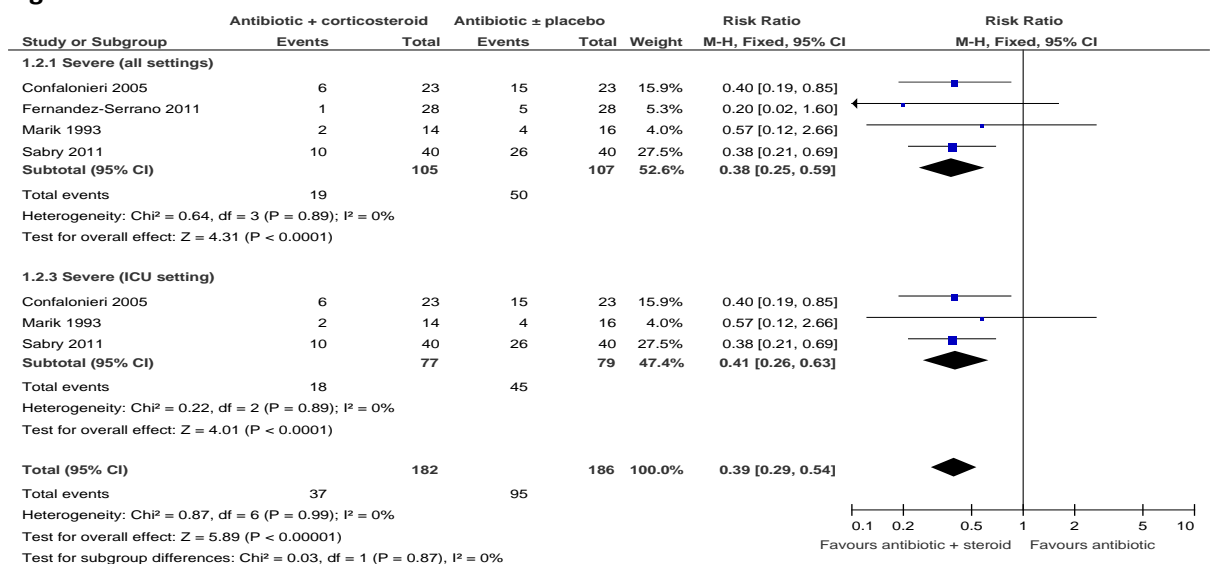 Antibiotic + corticosteroid Antibiotic ± placebo Risk Ratio Risk Ratio
Study or Subgroup Events Total Events Total Weight M-H, Fixed, 95% CI M-H, Fixed, 95% CI
1.2.1 Severe (all settings)
Confalonieri 2005 6 23 15 23 15.9% 0.40 [0.19, 0.85]
Fernandez-Serrano 2011 1 28 5 28 5.3% 0.20 [0.02, 1.60]
Marik 1993 2 14 4 16 4.0% 0.57 [0.12, 2.66]
Sabry 2011 10 40 26 40 27.5% 0.38 [0.21, 0.69]
Subtotal (95% CI) 105 107 52.6% 0.38 [0.25, 0.59]
Total events 19 50
Heterogeneity: Chi² = 0.64, df = 3 (P = 0.89); I² = 0%
Test for overall effect: Z = 4.31 (P < 0.0001)
1.2.3 Severe (ICU setting)
Confalonieri 2005 6 23 15 23 15.9% 0.40 [0.19, 0.85]
Marik 1993 2 14 4 16 4.0% 0.57 [0.12, 2.66]
Sabry 2011 10 40 26 40 27.5% 0.38 [0.21, 0.69]
Subtotal (95% CI) 77 79 47.4% 0.41 [0.26, 0.63]
Total events 18 45
Heterogeneity: Chi² = 0.22, df = 2 (P = 0.89); I² = 0%
Test for overall effect: Z = 4.01 (P < 0.0001)
Total (95% CI) 182 186 100.0% 0.39 [0.29, 0.54]
Total events 37 95
Heterogeneity: Chi² = 0.87, df = 6 (P = 0.99); I² = 0%
Test for overall effect: Z = 5.89 (P < 0.00001)
Test for subgroup differences: Chi² = 0.03, df = 1 (P = 0.87), I² = 0%
0.1 0.2 0.5 1 2 5 10
Favours antibiotic + steroid Favours antibiotic